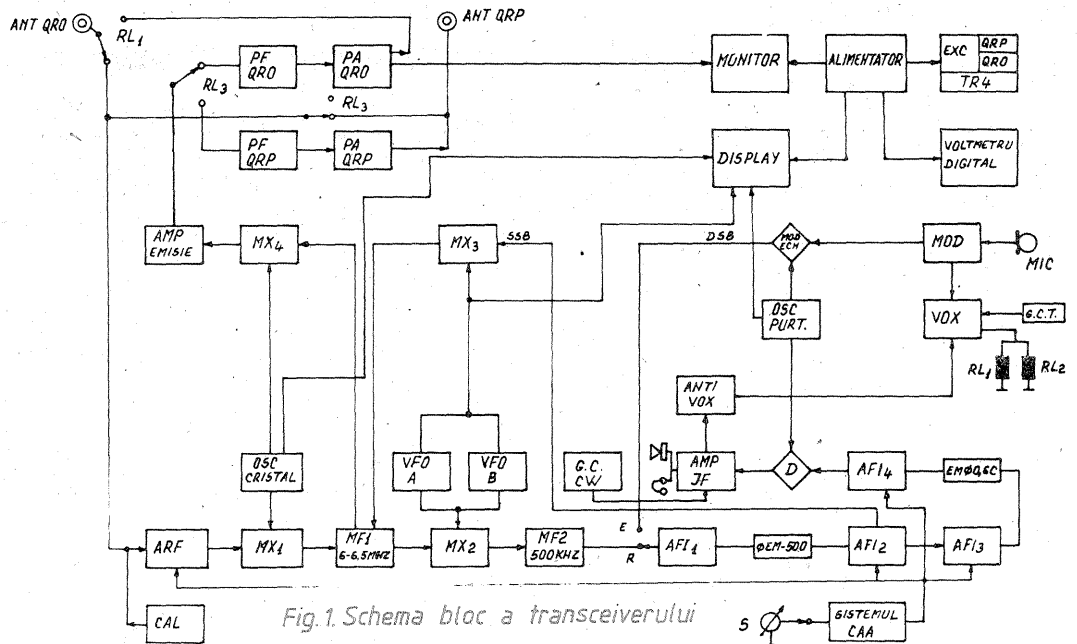 ANT QRO
RL1
ANT QRP
PF QRO
PA QRO
MONITOR
ALIMENTATOR
EXC
QRP
QRO
TR4
RL3
RL3
PF QRP
PA QRP
DISPLAY
VOLTMETRU DIGITAL
AMP EMISIE
MX4
MX3
SSB
DSB
MOD ECH
MOD
MIC
OSC PURT.
VOX
G.C.T.
RL1
RL2
ANTI VOX
OSC CRISTAL
VFO A
VFO B
G.C. CW
AMP JF
D
AFI4
EMØ0,6C
E
R
ARF
MX1
MF1 6-6.5MHZ
MX2
MF2 500KHZ
AFI1
ØEM-500
AFI2
AFI3
CAL
Fig.1. Schema bloc a transceiverului
S
SISTEMUL CAA